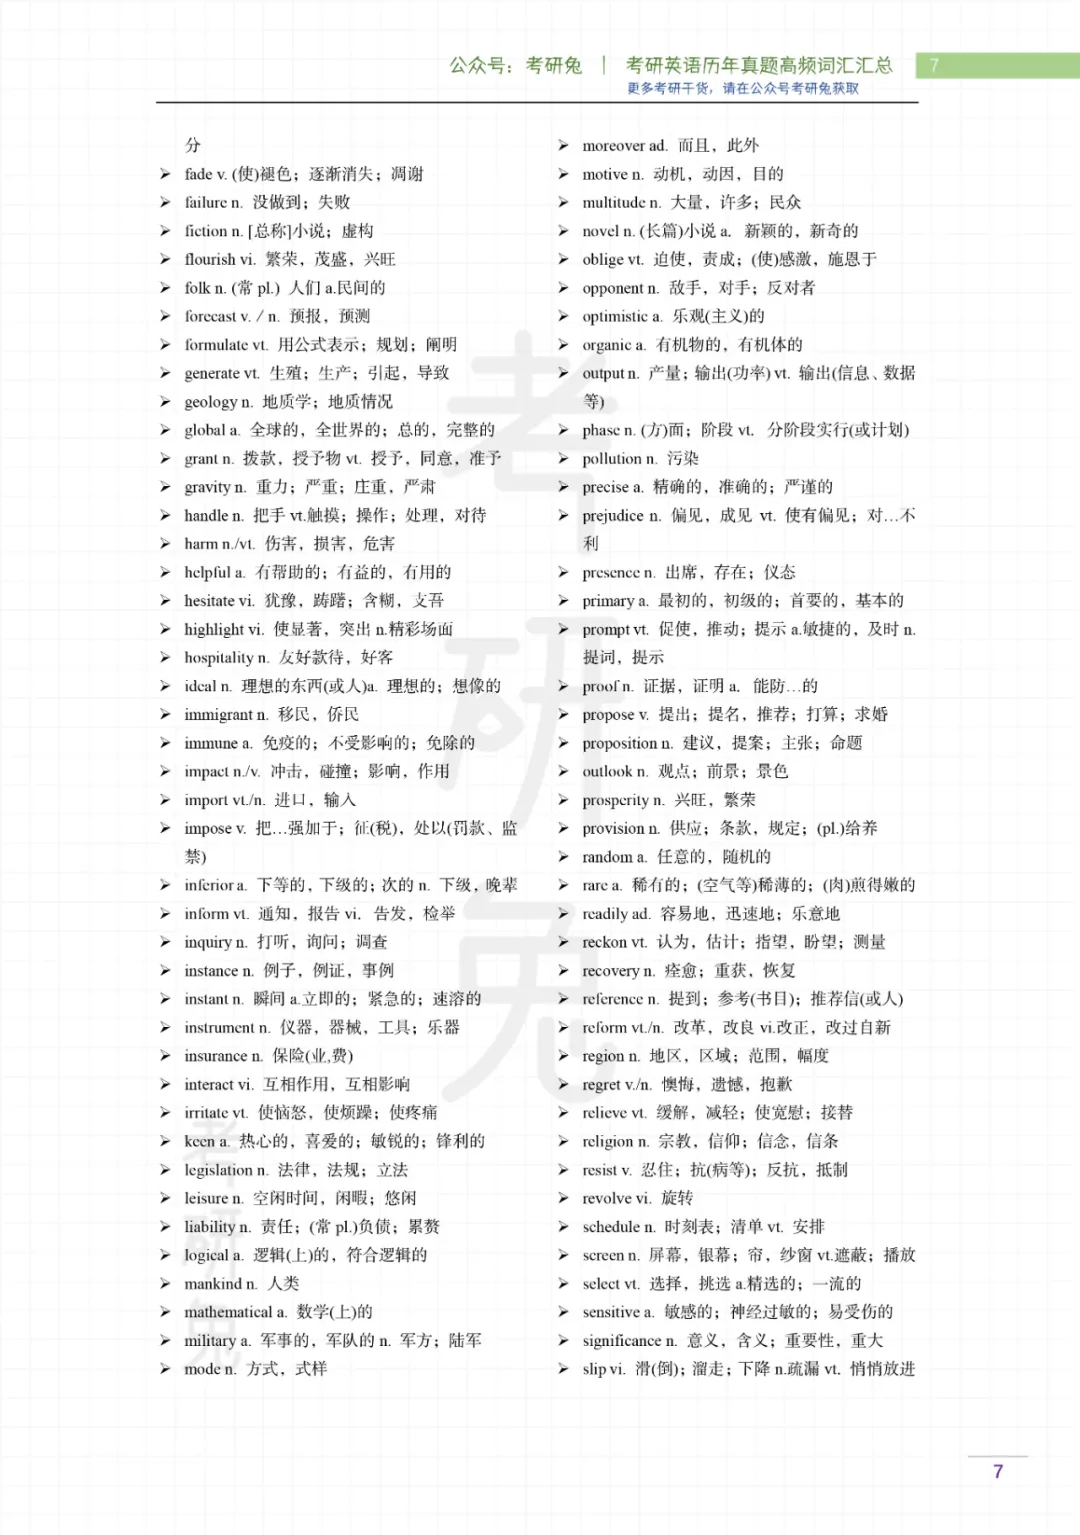 公众号：考研兔 | 考研英语历年真题高频词汇汇总 7
更多考研干货，请在公众号考研兔获取
分
➢ fade v. (使)褪色；逐渐消失；凋谢
➢ failure n. 没做到；失败
➢ fiction n. [总称]小说；虚构
➢ flourish vi. 繁荣，茂盛，兴旺
➢ folk n. (常 pl.) 人们 a.民间的
➢ forecast v. / n. 预报，预测
➢ formulate vt. 用公式表示；规划；阐明
➢ generate vt. 生殖；生产；引起，导致
➢ geology n. 地质学；地质情况
➢ global a. 全球的，全世界的；总的，完整的
➢ grant n. 拨款，授予物 vt. 授予，同意，准予
➢ gravity n. 重力；严重；庄重，严肃
➢ handle n. 把手 vt.触摸；操作；处理，对待
➢ harm n./vt. 伤害，损害，危害
➢ helpful a. 有帮助的；有益的，有用的
➢ hesitate vi. 犹豫，踌躇；含糊，支吾
➢ highlight vi. 使显著，突出 n.精彩场面
➢ hospitality n. 友好款待，好客
➢ ideal n. 理想的东西(或人)a. 理想的；想像的
➢ immigrant n. 移民，侨民
➢ immune a. 免疫的；不受影响的；免除的
➢ impact n./v. 冲击，碰撞；影响，作用
➢ import vt./n. 进口，输入
➢ impose v. 把…强加于；征(税)，处以(罚款、监
禁)
➢ inferior a. 下等的，下级的；次的 n. 下级，晚辈
➢ inform vt. 通知，报告 vi. 告发，检举
➢ inquiry n. 打听，询问；调查
➢ instance n. 例子，例证，事例
➢ instant n. 瞬间 a.立即的；紧急的；速溶的
➢ instrument n. 仪器，器械，工具；乐器
➢ insurance n. 保险(业,费)
➢ interact vi. 互相作用，互相影响
➢ irritate vt. 使恼怒，使烦躁；使疼痛
➢ keen a. 热心的，喜爱的；敏锐的；锋利的
➢ legislation n. 法律，法规；立法
➢ leisure n. 空闲时间，闲暇；悠闲
➢ liability n. 责任；(常 pl.)负债；累赘
➢ logical a. 逻辑(上)的，符合逻辑的
➢ mankind n. 人类
➢ mathematical a. 数学(上)的
➢ military a. 军事的，军队的 n. 军方；陆军
➢ mode n. 方式，式样
➢ moreover ad. 而且，此外
➢ motive n. 动机，动因，目的
➢ multitude n. 大量，许多；民众
➢ novel n. (长篇)小说 a. 新颖的，新奇的
➢ oblige vt. 迫使，责成；(使)感激，施恩于
➢ opponent n. 敌手，对手；反对者
➢ optimistic a. 乐观(主义)的
➢ organic a. 有机物的，有机体的
➢ output n. 产量；输出(功率) vt. 输出(信息、数据
等)
➢ phase n. (方)面；阶段 vt. 分阶段实行(或计划)
➢ pollution n. 污染
➢ precise a. 精确的，准确的；严谨的
➢ prejudice n. 偏见，成见 vt. 使有偏见；对…不
利
➢ presence n. 出席，存在；仪态
➢ primary a. 最初的，初级的；首要的，基本的
➢ prompt vt. 促使，推动；提示 a.敏捷的，及时 n.
提词，提示
➢ proof n. 证据，证明 a. 能防…的
➢ propose v. 提出；提名，推荐；打算；求婚
➢ proposition n. 建议，提案；主张；命题
➢ outlook n. 观点；前景；景色
➢ prosperity n. 兴旺，繁荣
➢ provision n. 供应；条款，规定；(pl.)给养
➢ random a. 任意的，随机的
➢ rare a. 稀有的；(空气等)稀薄的；(肉)煎得嫩的
➢ readily ad. 容易地，迅速地；乐意地
➢ reckon vt. 认为，估计；指望，盼望；测量
➢ recovery n. 痊愈；重获，恢复
➢ reference n. 提到；参考(书目)；推荐信(或人)
➢ reform vt./n. 改革，改良 vi.改正，改过自新
➢ region n. 地区，区域；范围，幅度
➢ regret v./n. 懊悔，遗憾，抱歉
➢ relieve vt. 缓解，减轻；使宽慰；接替
➢ religion n. 宗教，信仰；信念，信条
➢ resist v. 忍住；抗(病等)；反抗，抵制
➢ revolve vi. 旋转
➢ schedule n. 时刻表；清单 vt. 安排
➢ screen n. 屏幕，银幕；帘，纱窗 vt.遮蔽；播放
➢ select vt. 选择，挑选 a.精选的；一流的
➢ sensitive a. 敏感的；神经过敏的；易受伤的
➢ significance n. 意义，含义；重要性，重大
➢ slip vi. 滑(倒)；溜走；下降 n.疏漏 vt. 悄悄放进
考研兔
考研兔
7